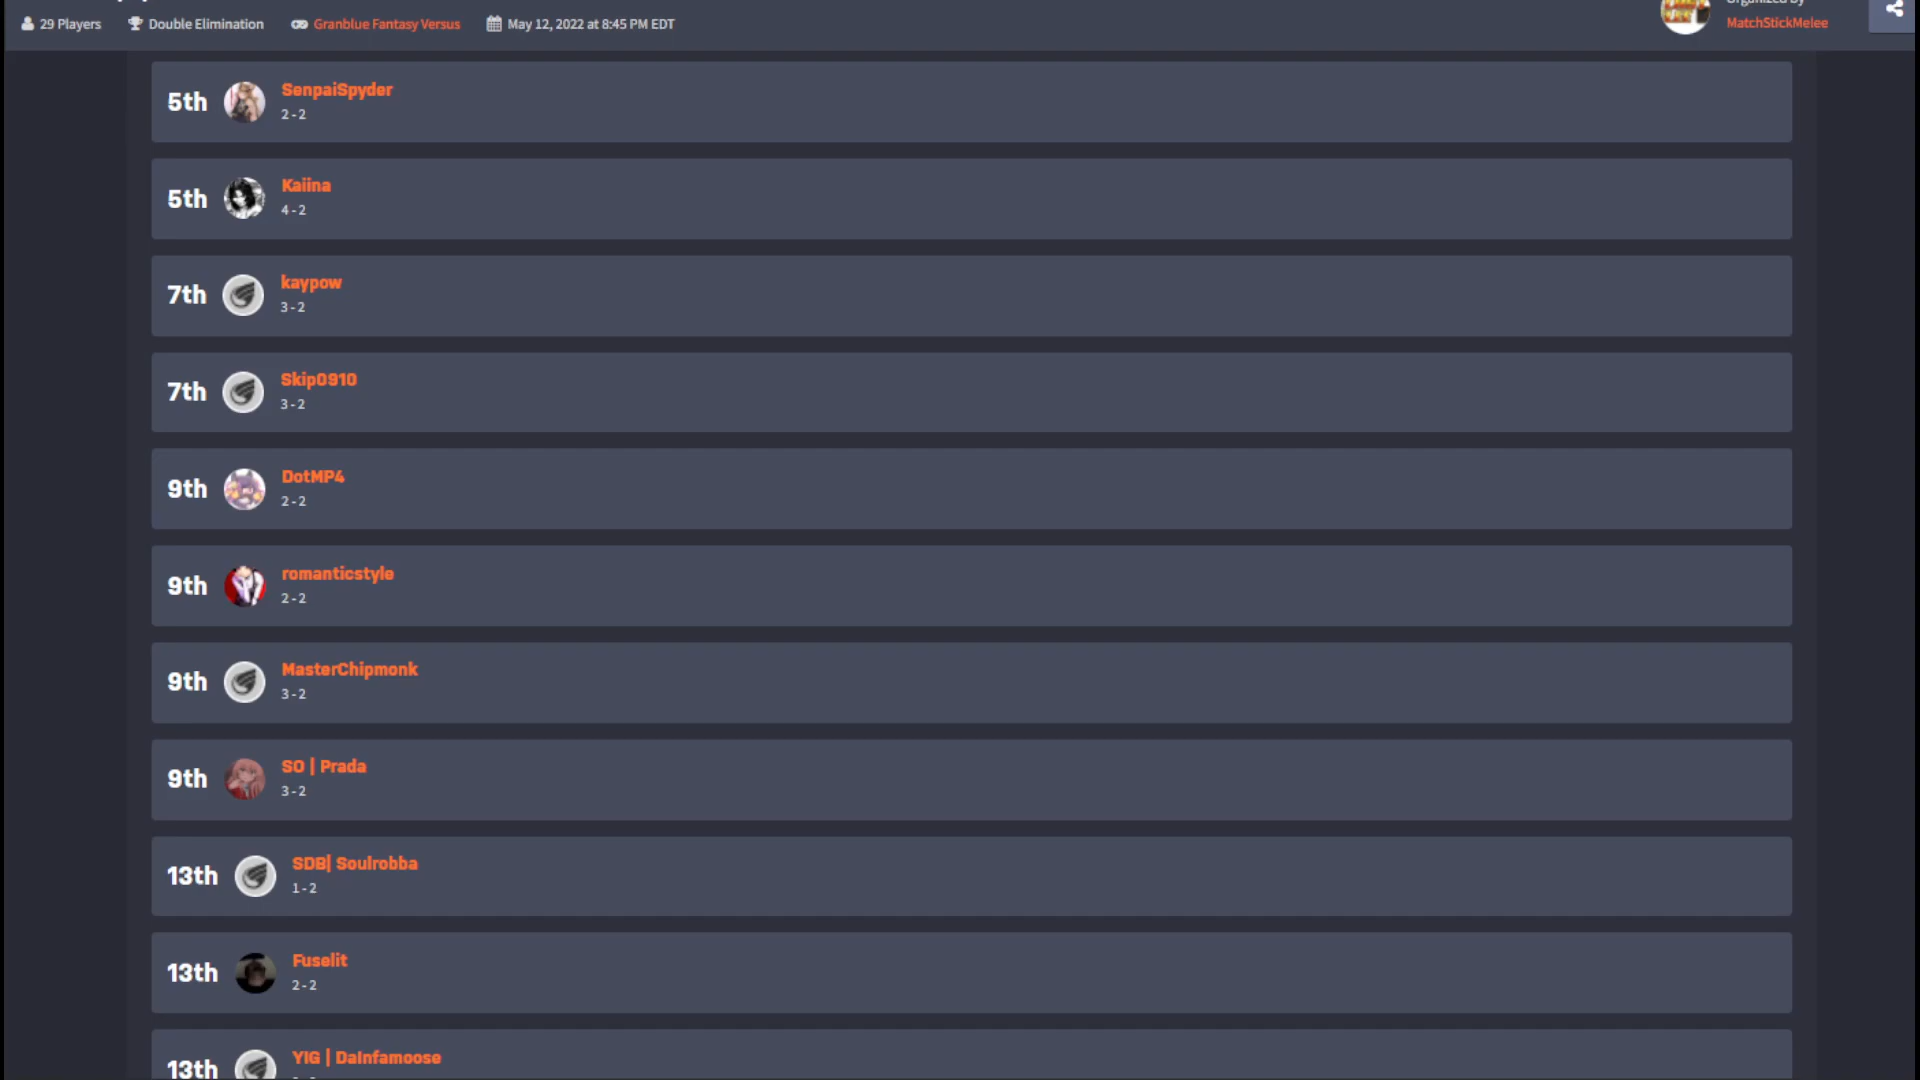 29 Players Double Elimination Granblue Fantasy Versus May 12, 2022 at 8:45 PM EDT
Organized by
MatchStickMelee
5th
SenpaiSpyder
2 - 2
5th
Kaiina
4 - 2
7th
kaypow
3 - 2
7th
Skip0910
3 - 2
9th
DotMP4
2 - 2
9th
romanticstyle
2 - 2
9th
MasterChipmonk
3 - 2
9th
SO | Prada
3 - 2
13th
SDB| Soulrobba
1 - 2
13th
Fuselit
2 - 2
13th
YIG | DaInfamoose